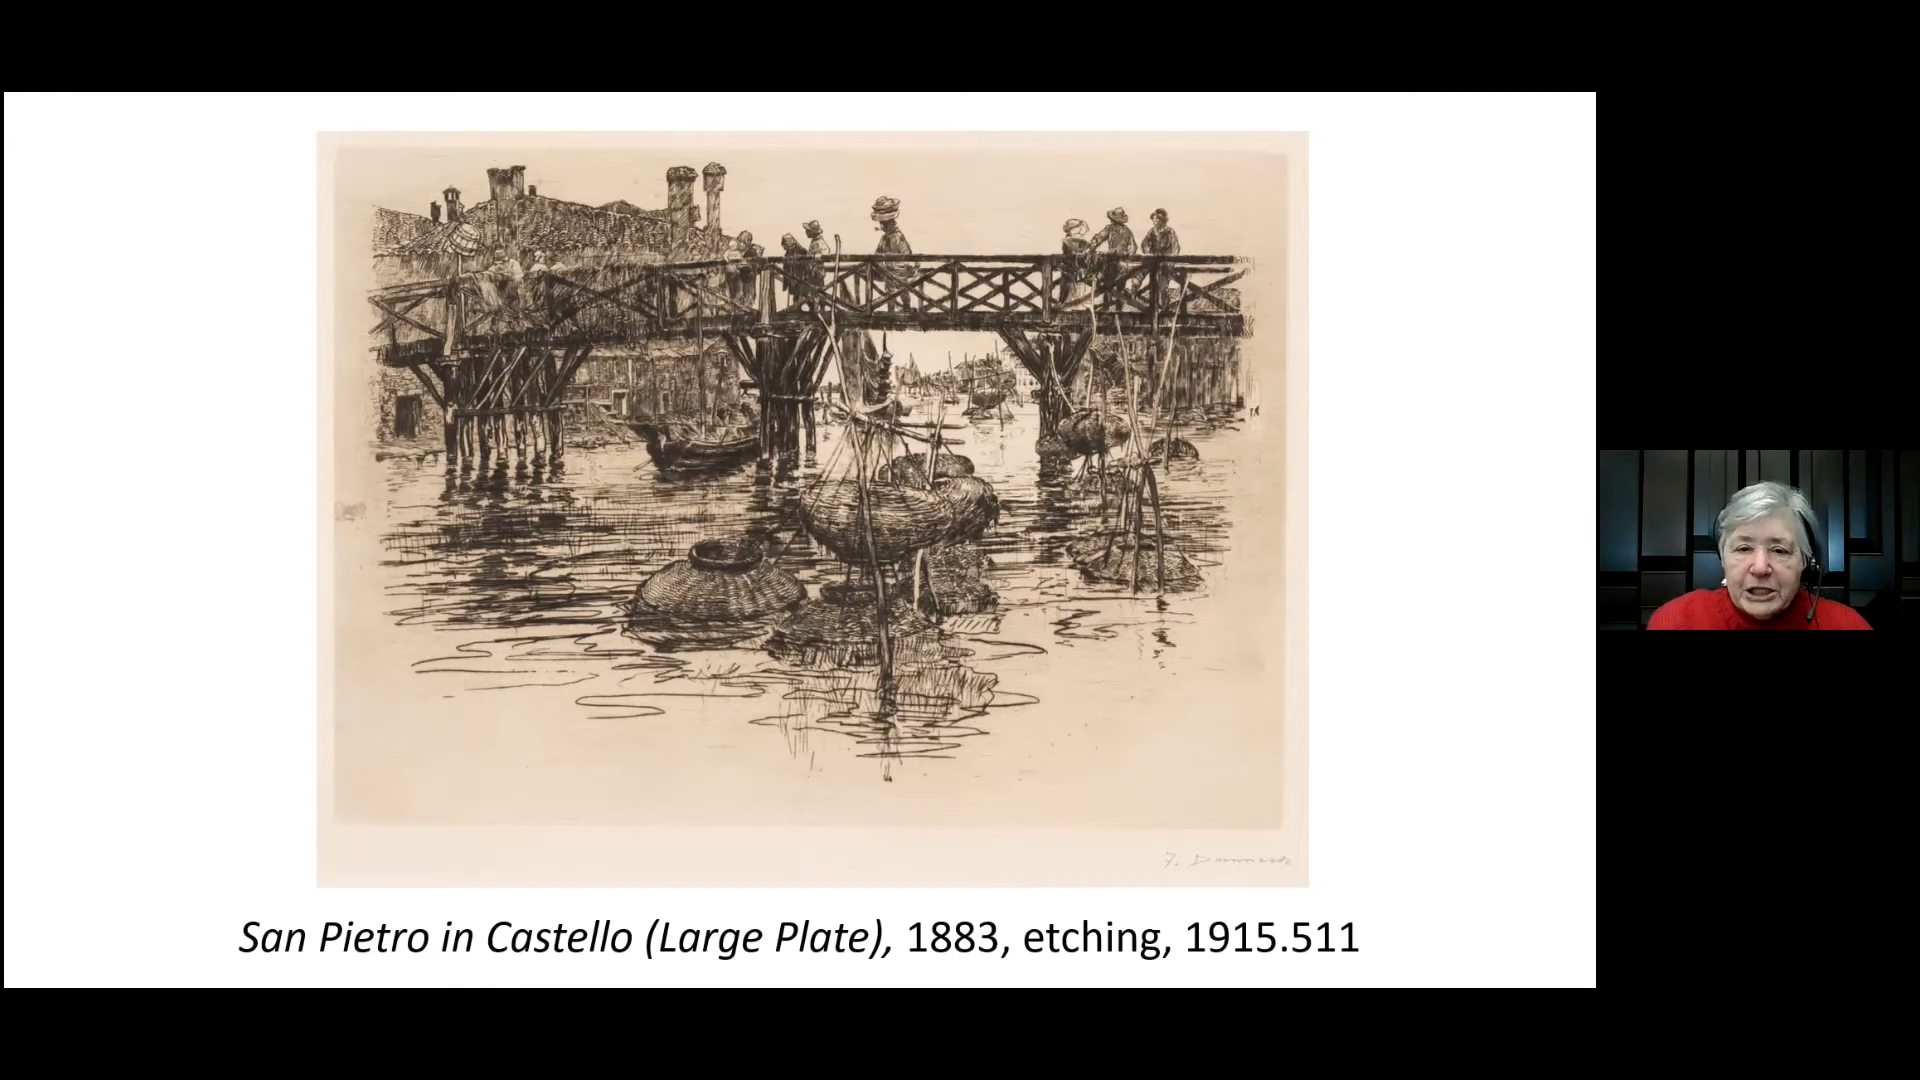 San Pietro in Castello (Large Plate), 1883, etching, 1915.511